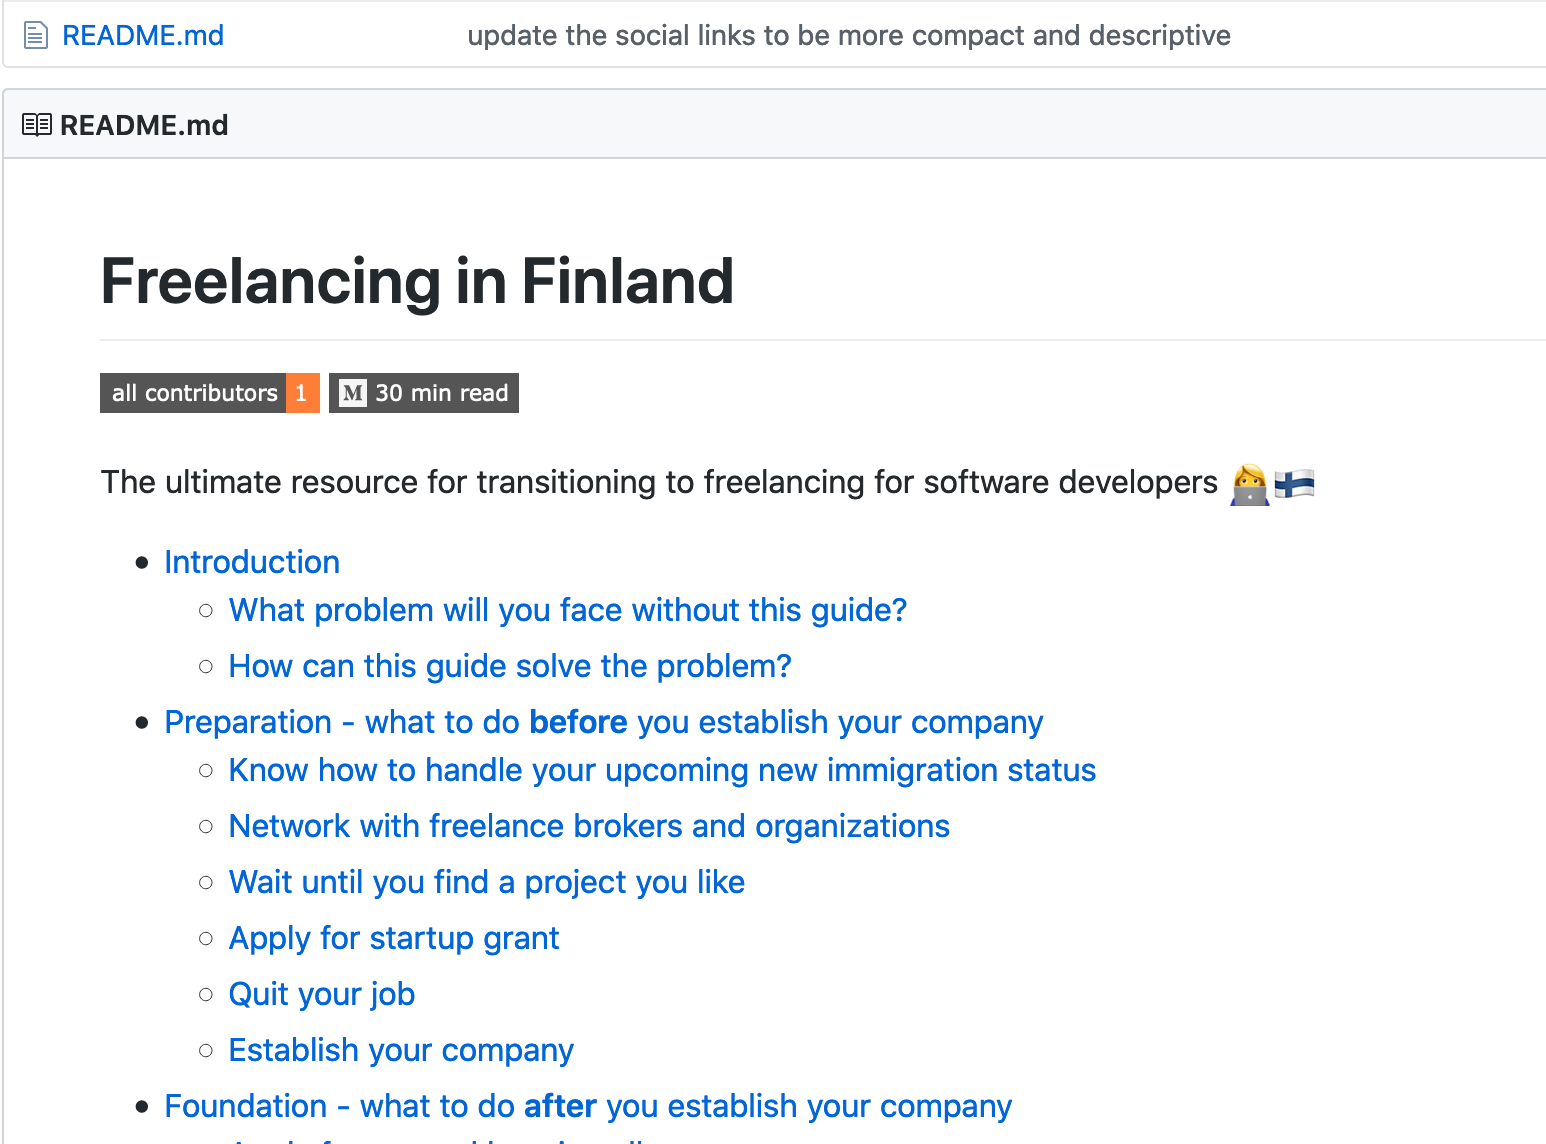 README.md update the social links to be more compact and descriptive
README.md
Freelancing in Finland
all contributors 1 M 30 min read
The ultimate resource for transitioning to freelancing for software developers 👩‍💻🇫🇮
Introduction
What problem will you face without this guide?
How can this guide solve the problem?
Preparation - what to do before you establish your company
Know how to handle your upcoming new immigration status
Network with freelance brokers and organizations
Wait until you find a project you like
Apply for startup grant
Quit your job
Establish your company
Foundation - what to do after you establish your company